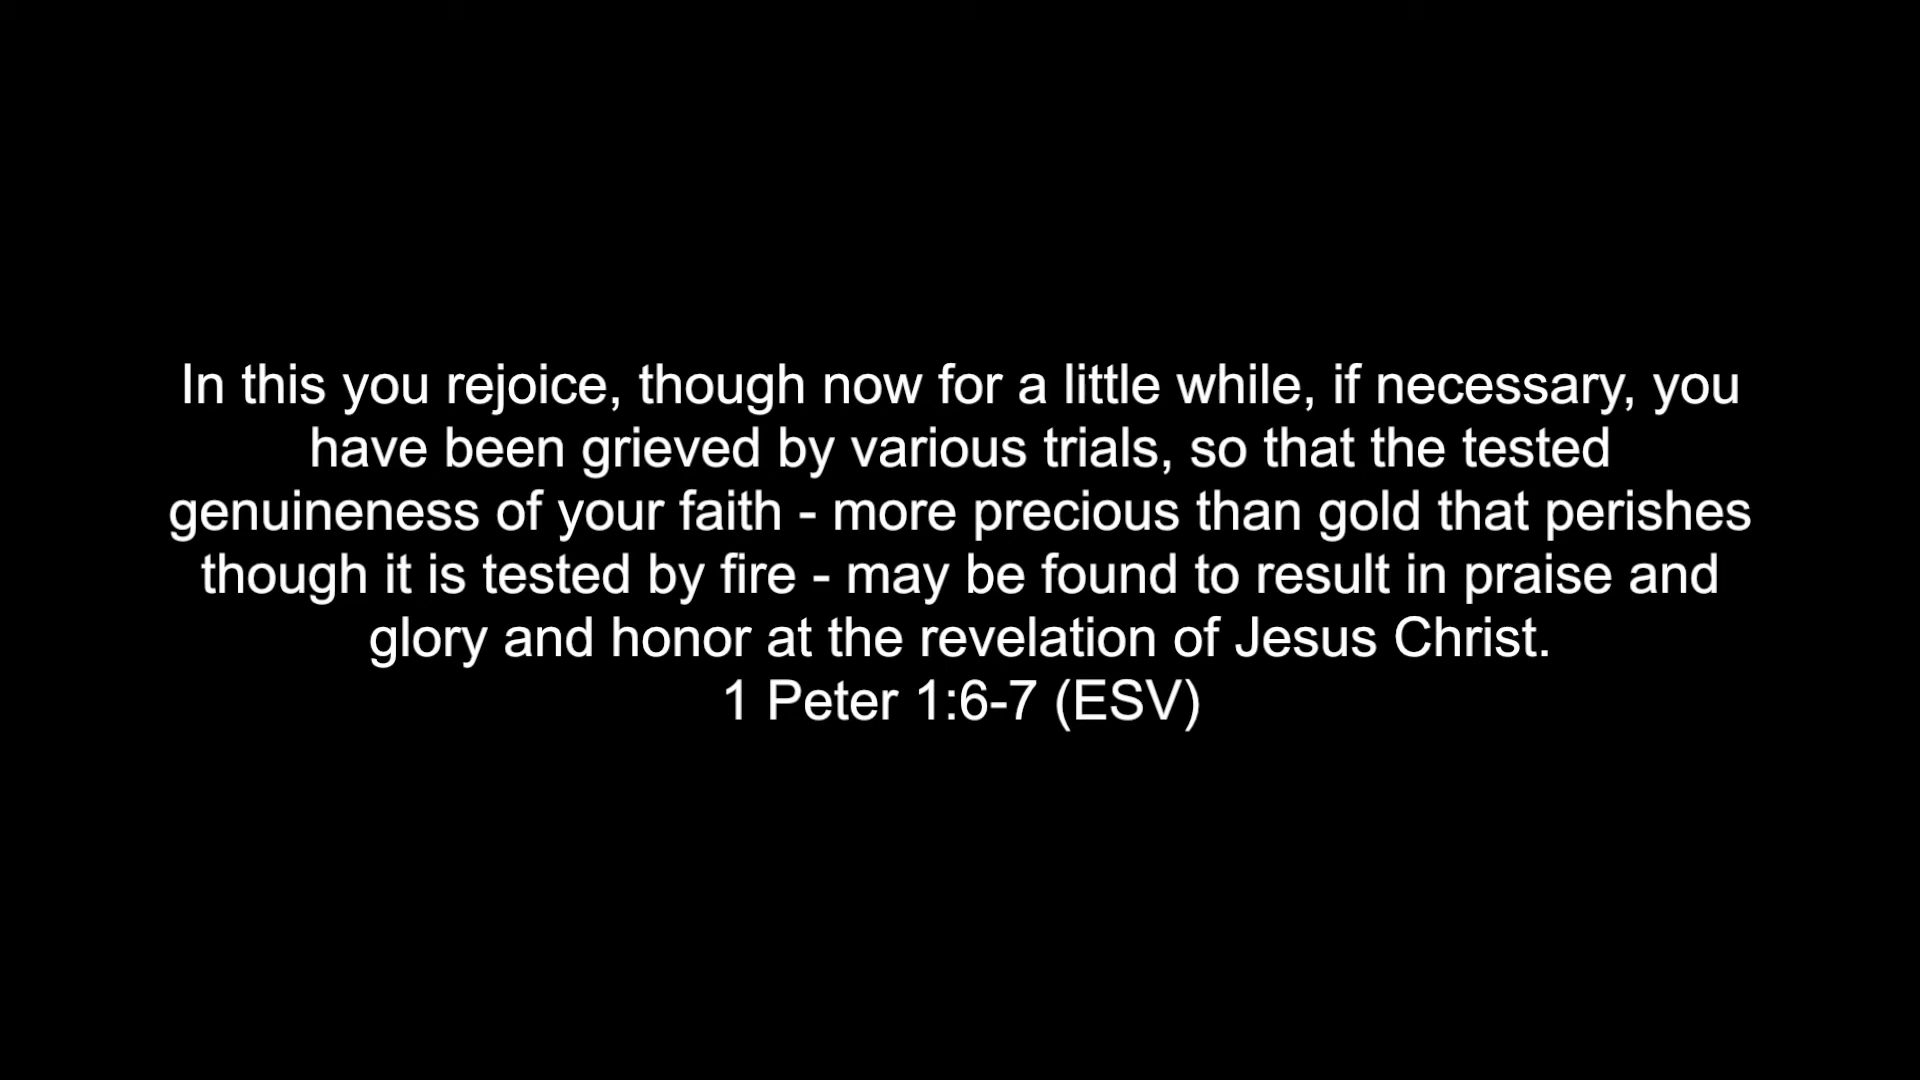 In this you rejoice, though now for a little while, if necessary, you
have been grieved by various trials, so that the tested
genuineness of your faith - more precious than gold that perishes
though it is tested by fire - may be found to result in praise and
glory and honor at the revelation of Jesus Christ.
1 Peter 1:6-7 (ESV)